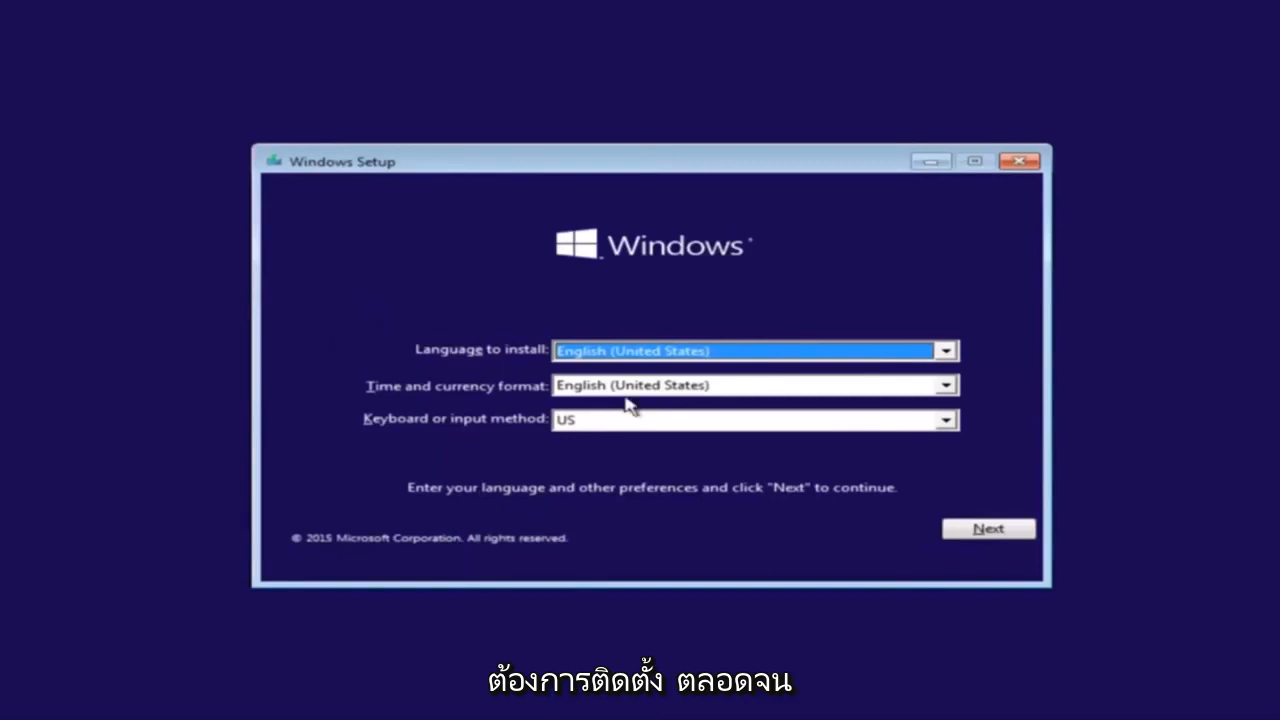 Windows Setup
Windows
Language to install: English (United States)
Time and currency format: English (United States)
Keyboard or input method: US
Enter your language and other preferences and click "Next" to continue.
Next
© 2015 Microsoft Corporation. All rights reserved.
ต้องการติดตั้ง ตลอดจน